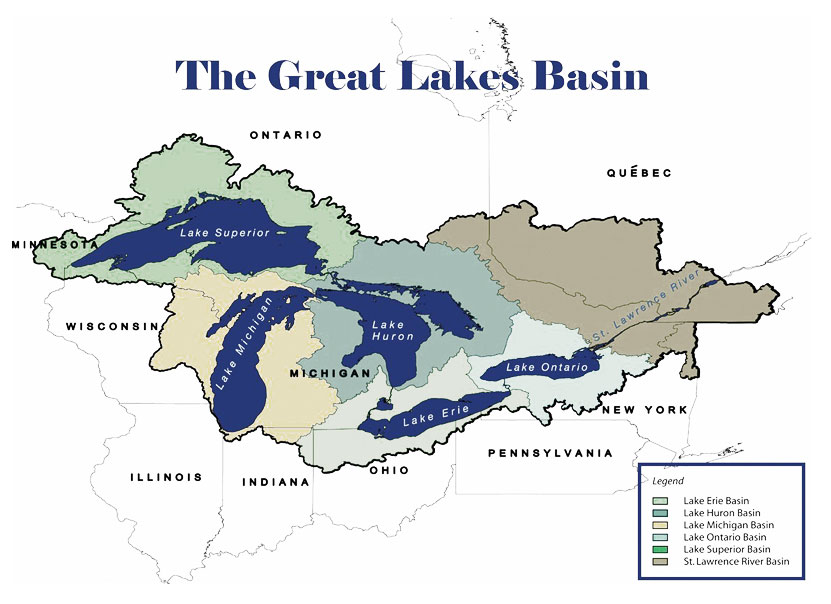 The Great Lakes Basin
ONTARIO
QUÉBEC
Lake Superior
MINNESOTA
St. Lawrence River
WISCONSIN
Lake Michigan
Lake
Huron
MICHIGAN
Lake Ontario
Lake Erie
NEW YORK
PENNSYLVANIA
OHIO
ILLINOIS
INDIANA
Legend
Lake Erie Basin
Lake Huron Basin
Lake Michigan Basin
Lake Ontario Basin
Lake Superior Basin
St. Lawrence River Basin